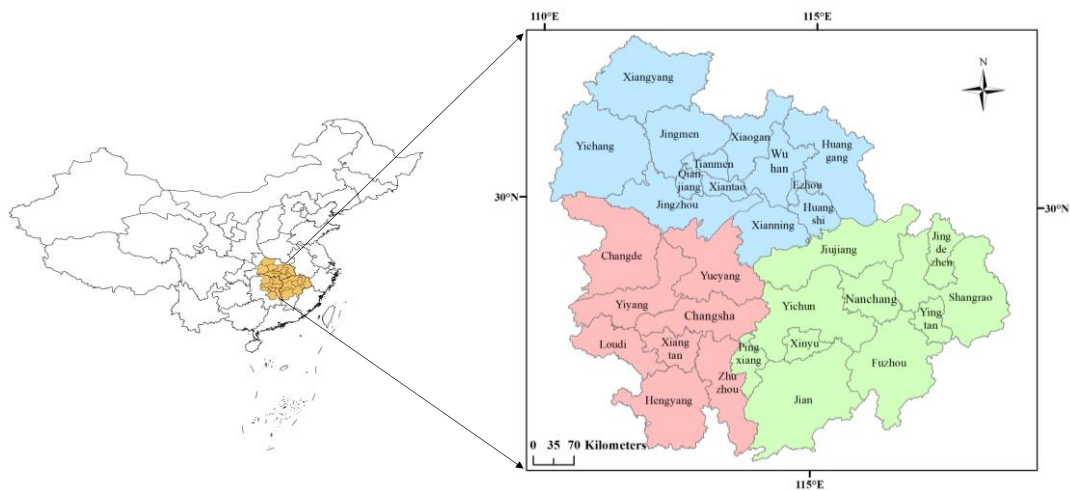 110°E
115°E
N
Xiangyang
Jingmen
Xiaogan
Huang
gang
Yichang
Wu
han
Tianmen
Qian
jiang
Xiantao
Ezhou
Jingzhou
Huang
shi
Xianning
30°N
30°N
Changde
Yueyang
Jiujiang
Jing
de
zhen
Yiyang
Changsha
Yichun
Nanchang
Shangrao
Ying
tan
Loudi
Xiang
tan
Ping
xiang
Xinyu
Fuzhou
Zhu
zhou
Hengyang
Jian
0 35 70 Kilometers
115°E